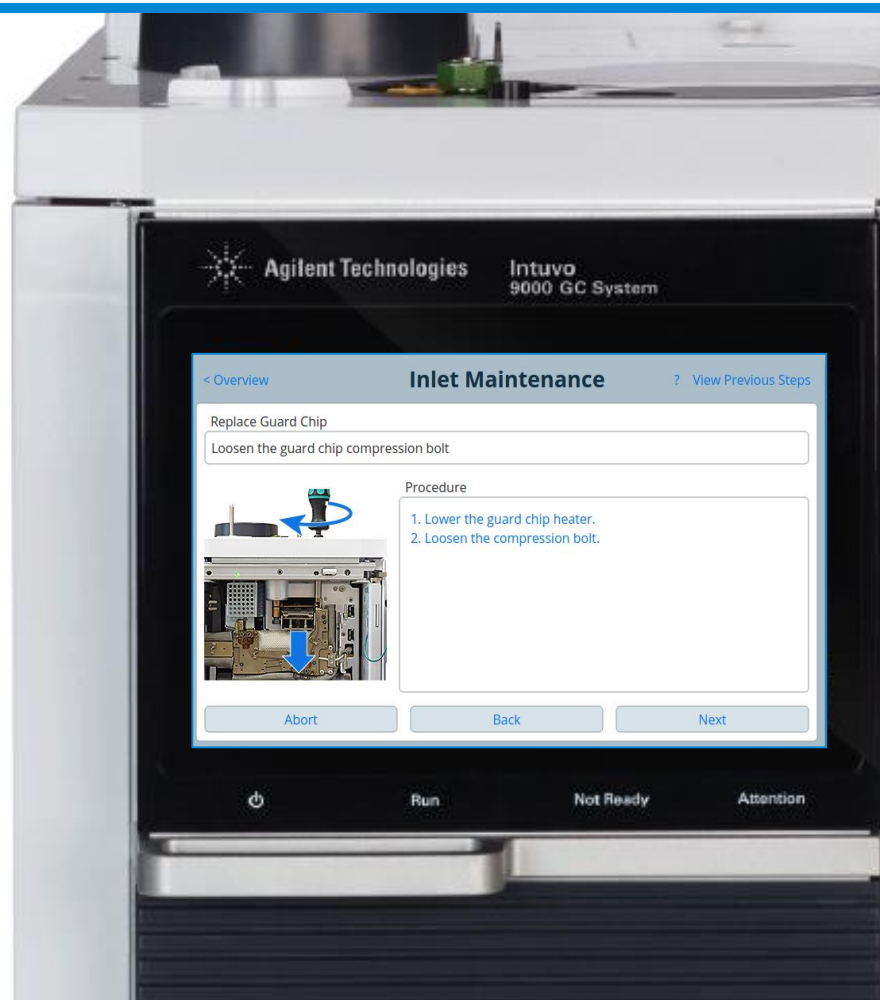 Agilent Technologies
Intuvo
9000 GC System
< Overview
Inlet Maintenance
? View Previous Steps
Replace Guard Chip
Loosen the guard chip compression bolt
Procedure
1. Lower the guard chip heater.
2. Loosen the compression bolt.
Abort
Back
Next
Run
Not Ready
Attention